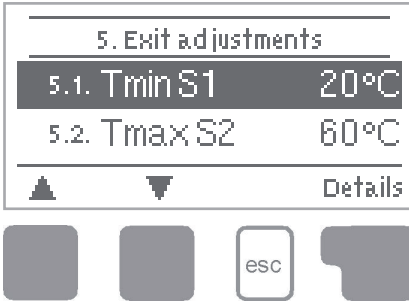 5. Exit adjustments
5.1. Tmin S1 20°C
5.2. Tmax S2 60°C
▲ ▼ Details
esc